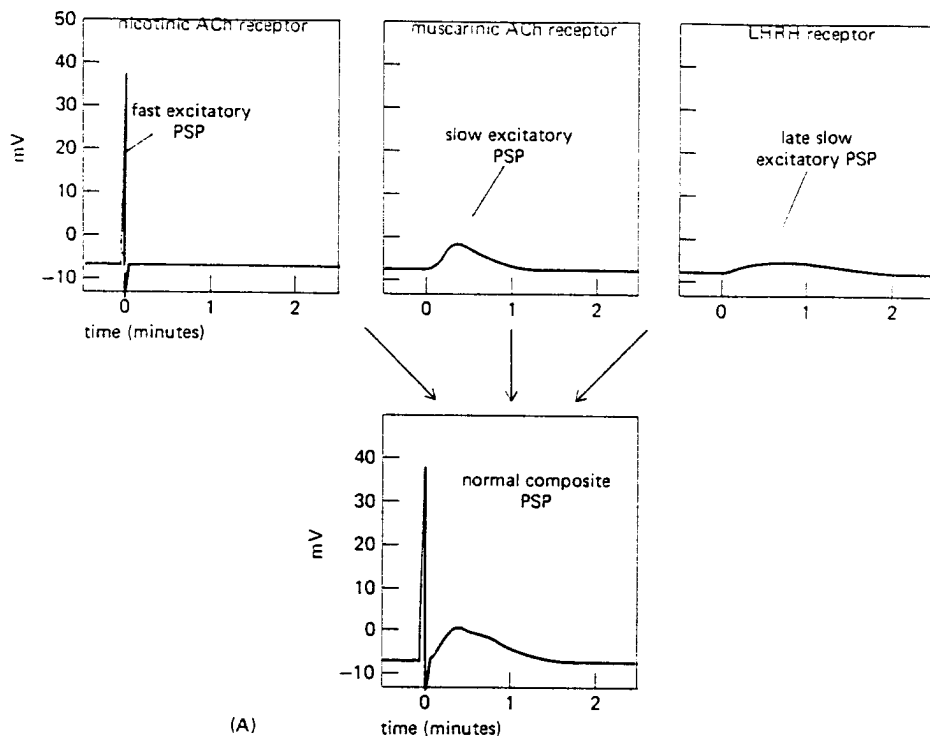 nicotinic ACh receptor
muscarinic ACh receptor
LHRH receptor
50
40
30
20
10
0
−10
mV
fast excitatory
PSP
slow excitatory
PSP
late slow
excitatory PSP
0 1 2
0 1 2
0 1 2
time (minutes)
40
30
20
10
0
−10
mV
normal composite
PSP
0 1 2
(A)
time (minutes)